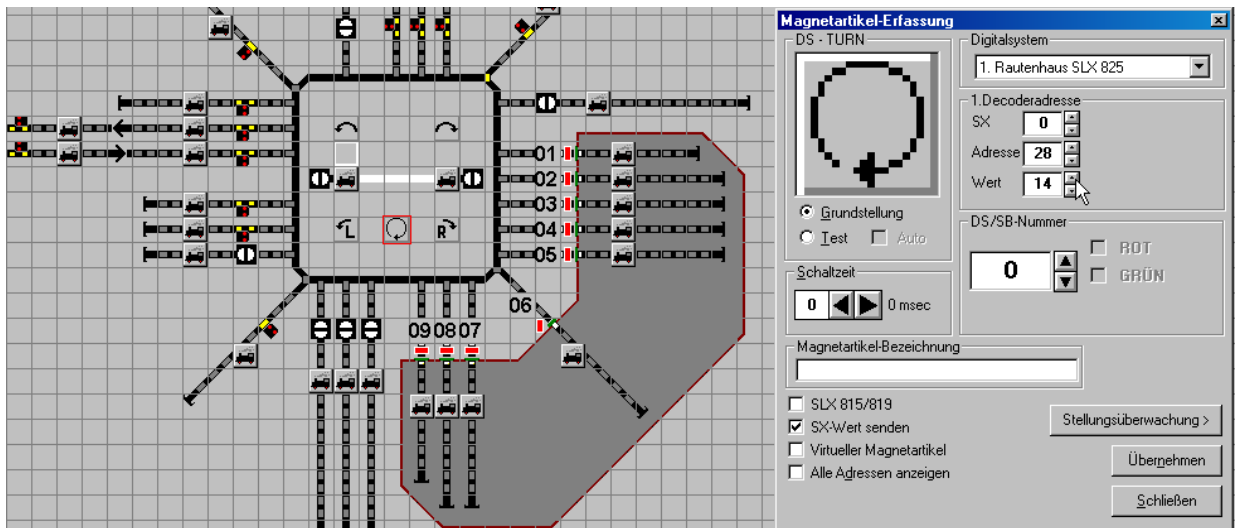 01
02
03
04
05
06
09 08 07
L
R
Magnetartikel-Erfassung
DS - TURN
Grundstellung
Test Auto
Schaltzeit
0 0 msec
Digitalsystem
1. Rautenhaus SLX 825
1.Decoderadresse
SX 0
Adresse 28
Wert 14
DS/SB-Nummer
0 ROT
GRÜN
Magnetartikel-Bezeichnung
SLX 815/819
SX-Wert senden
Virtueller Magnetartikel
Alle Adressen anzeigen
Stellungsüberwachung >
Übernehmen
Schließen